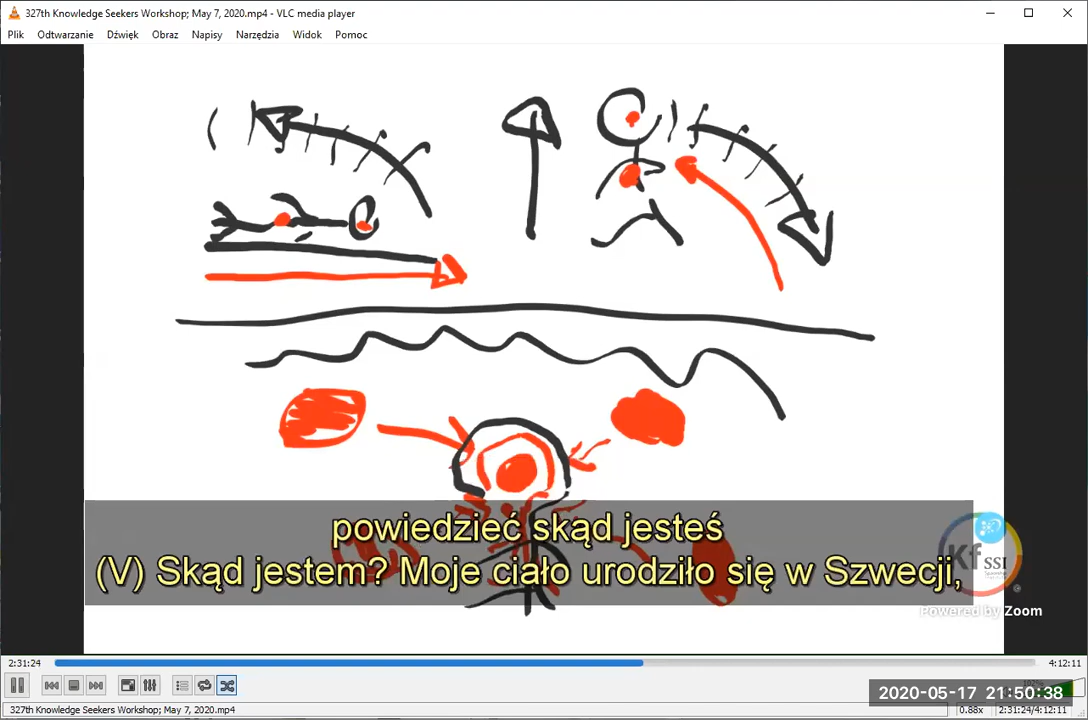 327th Knowledge Seekers Workshop; May 7, 2020.mp4 - VLC media player
Plik Odtwarzanie Dźwięk Obraz Napisy Narzędzia Widok Pomoc
powiedzieć skąd jesteś
(V) Skąd jestem? Moje ciało urodziło się w Szwecji,
Kf SSI
Powered by Zoom
2:31:24
4:12:11
102%
2020-05-17 21:50:38
327th Knowledge Seekers Workshop; May 7, 2020.mp4
0.88x
2:31:24/4:12:11